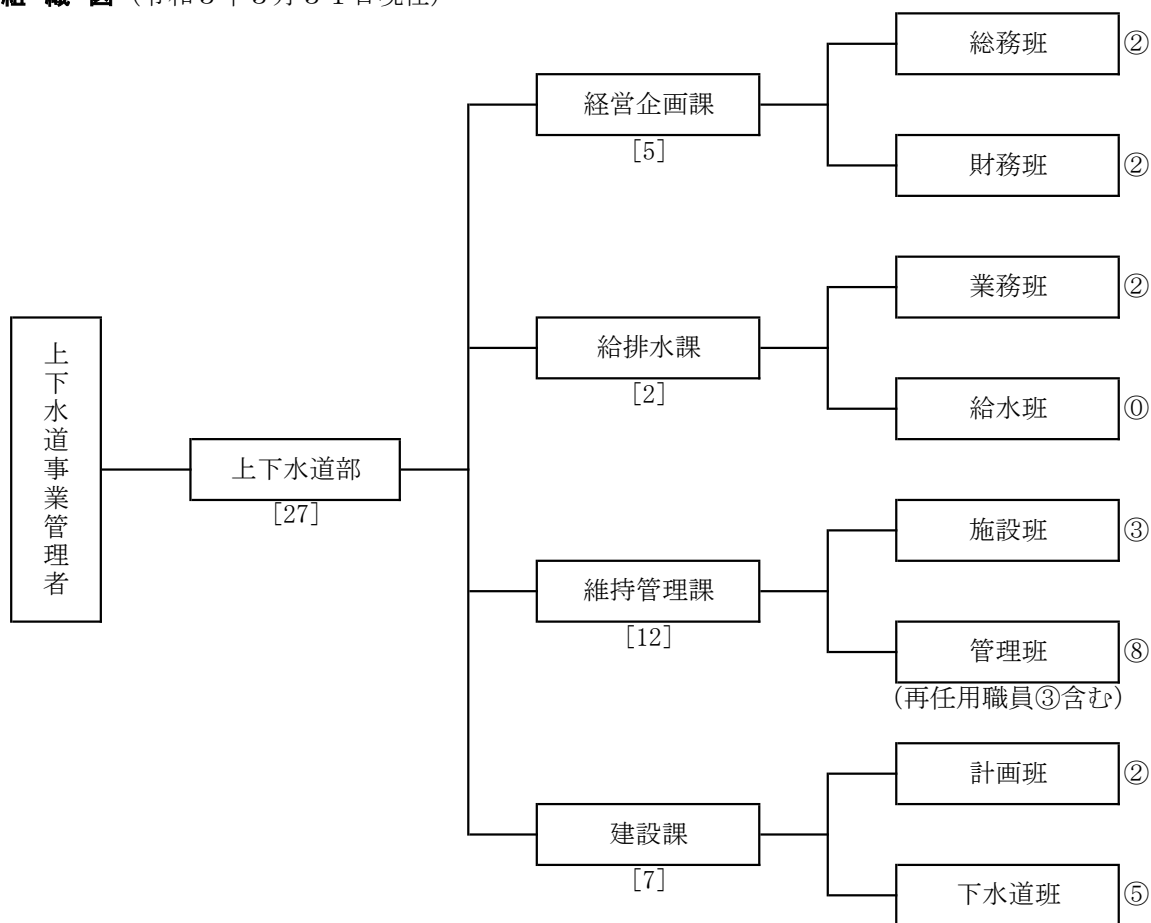 総務班 ②
経営企画課
[5]
財務班 ②
業務班 ②
給排水課
[2]
給水班 ⓪
上下水道事業管理者
上下水道部
[27]
施設班 ③
維持管理課
[12]
管理班 ⑧
(再任用職員③含む)
計画班 ②
建設課
[7]
下水道班 ⑤